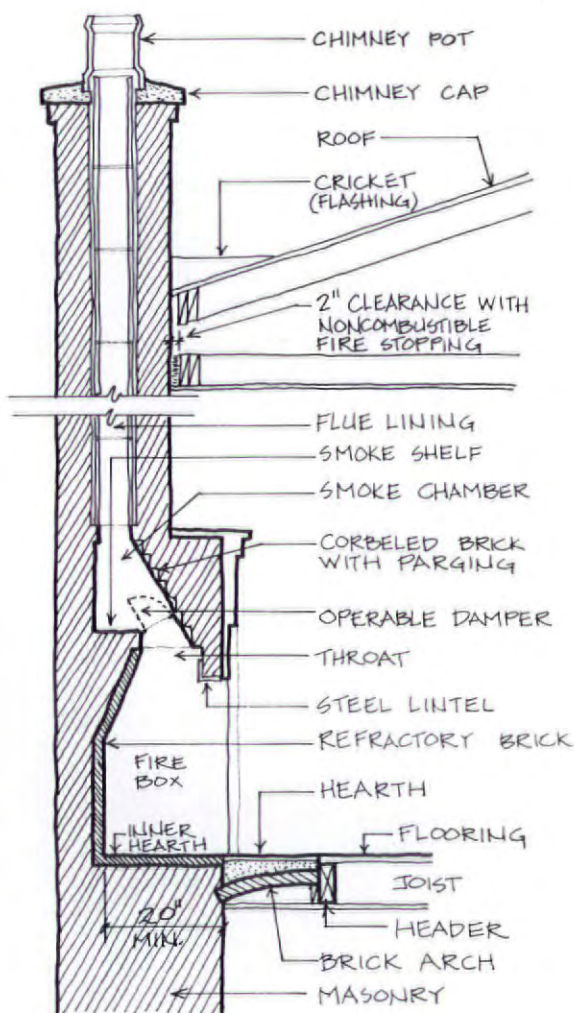 CHIMNEY POT
CHIMNEY CAP
ROOF
CRICKET
(FLASHING)
2" CLEARANCE WITH
NONCOMBUSTIBLE
FIRE STOPPING
FLUE LINING
SMOKE SHELF
SMOKE CHAMBER
CORBELED BRICK
WITH PARGING
OPERABLE DAMPER
THROAT
STEEL LINTEL
REFRACTORY BRICK
FIRE
BOX
HEARTH
INNER
HEARTH
FLOORING
JOIST
20"
MIN.
HEADER
BRICK ARCH
MASONRY